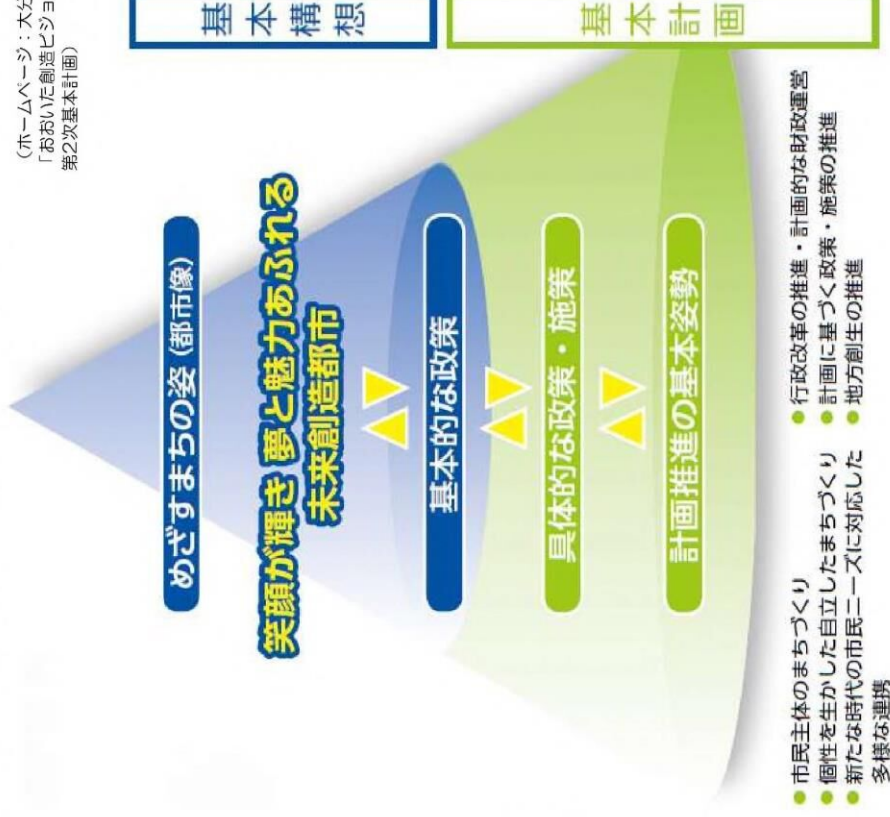 (ホームページ:大分
「おおいた創造ビジョ
第2次基本計画)
めざすまちの姿(都市像)
笑顔が輝き 夢と魅力あふれる
未来創造都市
基本的な政策
具体的な政策・施策
計画推進の基本姿勢
基本構想
基本計画
●市民主体のまちづくり
●個性を生かした自立したまちづくり
●新たな時代の市民ニーズに対応した
多様な連携
●行政改革の推進・計画的な財政運営
●計画に基づく政策・施策の推進
●地方創生の推進